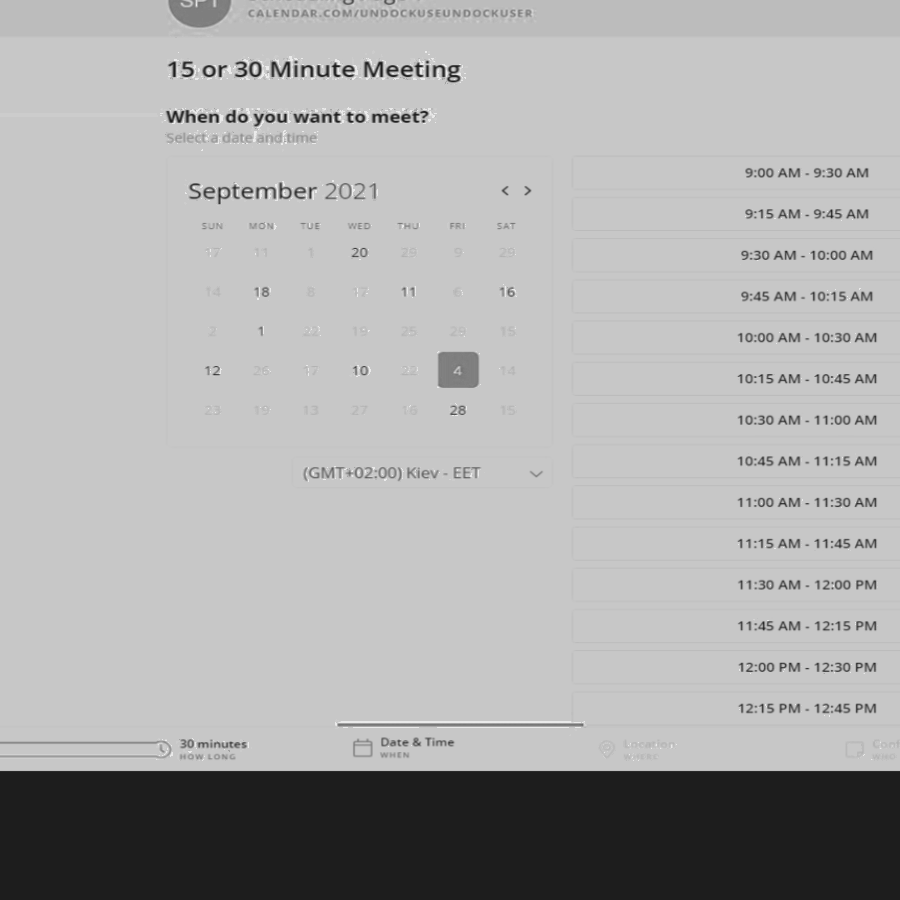 SPT
CALENDAR.COM/UNDOCKUSEUNDOCKUSER
15 or 30 Minute Meeting
When do you want to meet?
Select a date and time
September 2021 < >
SUN MON TUE WED THU FRI SAT
17 11 1 20 29 9 29
14 18 8 17 11 6 16
2 1 22 19 25 29 15
12 26 17 10 22 4 14
23 19 13 27 16 28 15
(GMT+02:00) Kiev - EET
9:00 AM - 9:30 AM
9:15 AM - 9:45 AM
9:30 AM - 10:00 AM
9:45 AM - 10:15 AM
10:00 AM - 10:30 AM
10:15 AM - 10:45 AM
10:30 AM - 11:00 AM
10:45 AM - 11:15 AM
11:00 AM - 11:30 AM
11:15 AM - 11:45 AM
11:30 AM - 12:00 PM
11:45 AM - 12:15 PM
12:00 PM - 12:30 PM
12:15 PM - 12:45 PM
30 minutes
HOW LONG
Date & Time
WHEN
Location
WHERE
WHO